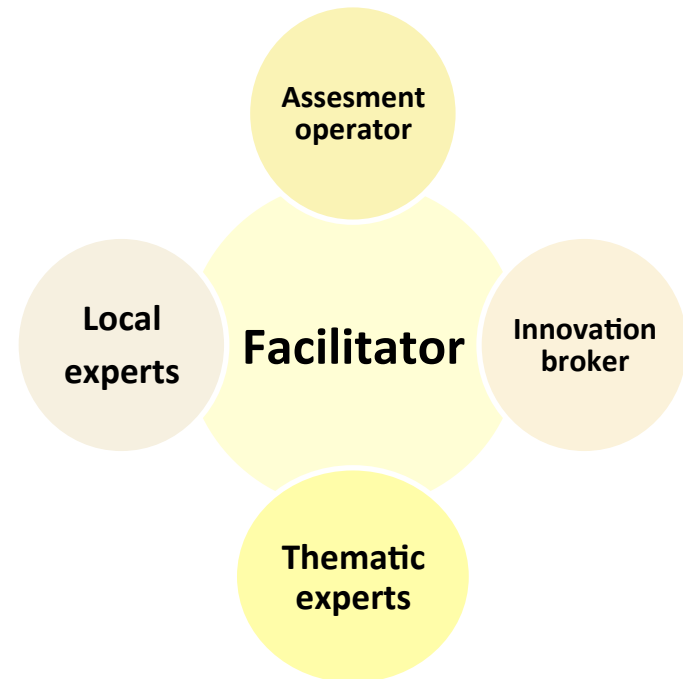 Assesment
operator
Local
experts
Facilitator
Innovation
broker
Thematic
experts